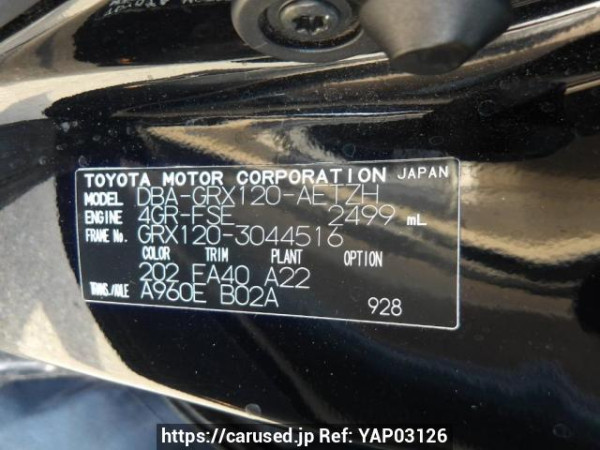 TOYOTA MOTOR CORPORATION JAPAN
MODEL DBA-GRX120-AETZH
ENGINE 4GR-FSE 2499 mL
FRAME No. GRX120-3044516
COLOR TRIM PLANT OPTION
202 FA40 A22
TRANS./AXLE A960E B02A
928
https://carused.jp Ref: YAP03126